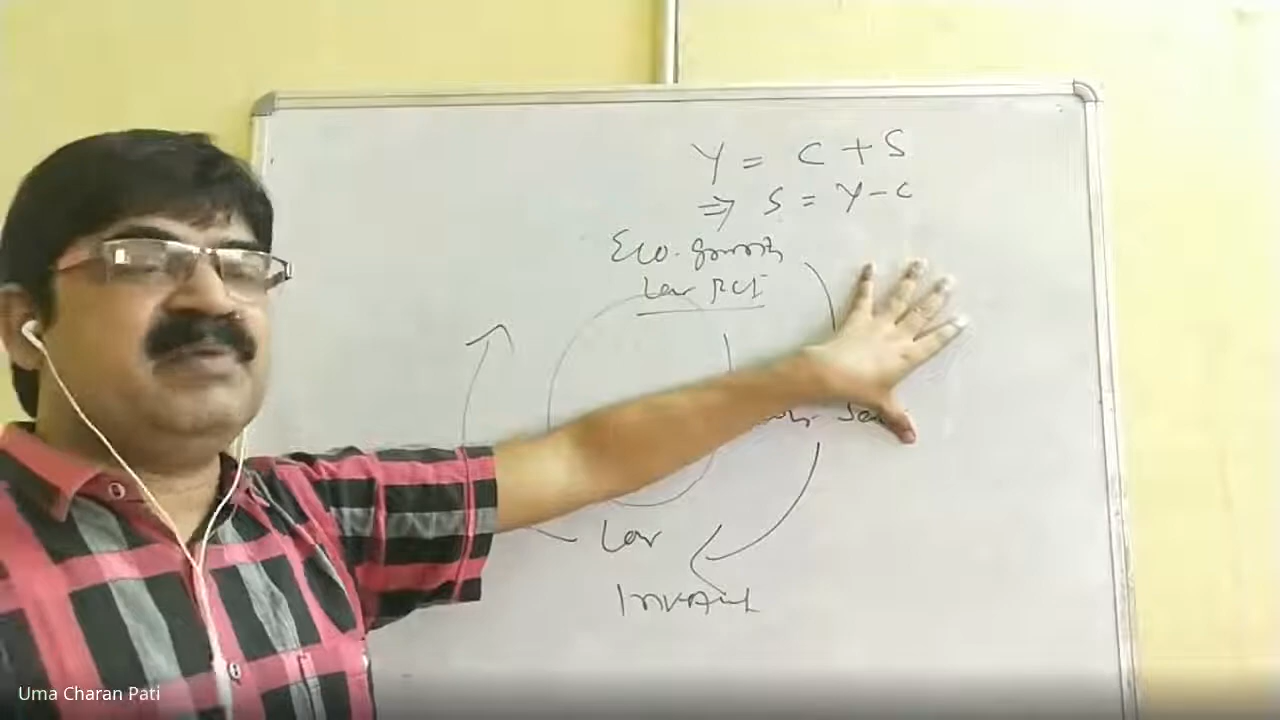 Y = C + S
⇒ S = Y - C
Eco. growth
Low PCI
Low
Invest
Uma Charan Pati